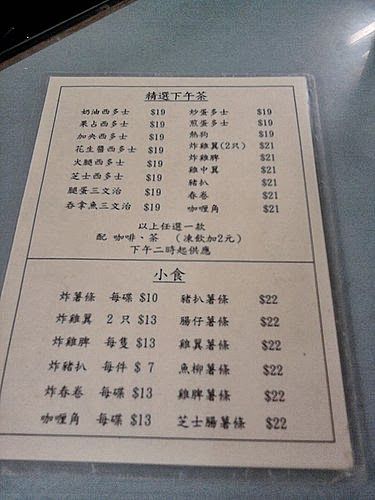 精選下午茶
奶油西多士 $19 炒蛋多士 $19
果占西多士 $19 煎蛋多士 $19
加央西多士 $19 熱狗 $19
花生醬西多士 $19 炸雞翼(2只) $21
火腿西多士 $19 炸雞脾 $21
芝士西多士 $19 雞中翼 $21
腿蛋三文治 $19 豬扒 $21
吞拿魚三文治 $19 春卷 $21
咖喱角 $21
以上任選一款
配 咖啡、茶 (凍飲加2元)
下午二時起供應
小食
炸薯條 每碟 $10 豬扒薯條 $22
炸雞翼 2 只 $13 腸仔薯條 $22
炸雞脾 每隻 $13 雞翼薯條 $22
炸豬扒 每件 $ 7 魚柳薯條 $22
炸春卷 每碟 $13 雞脾薯條 $22
咖喱角 每碟 $13 芝士腸薯條 $22